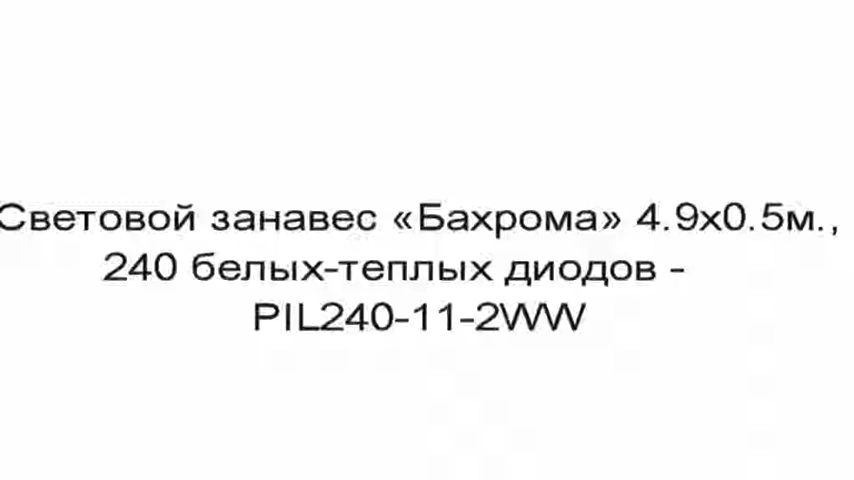 Световой занавес «Бахрома» 4.9х0.5м.,
240 белых-теплых диодов -
PIL240-11-2WW